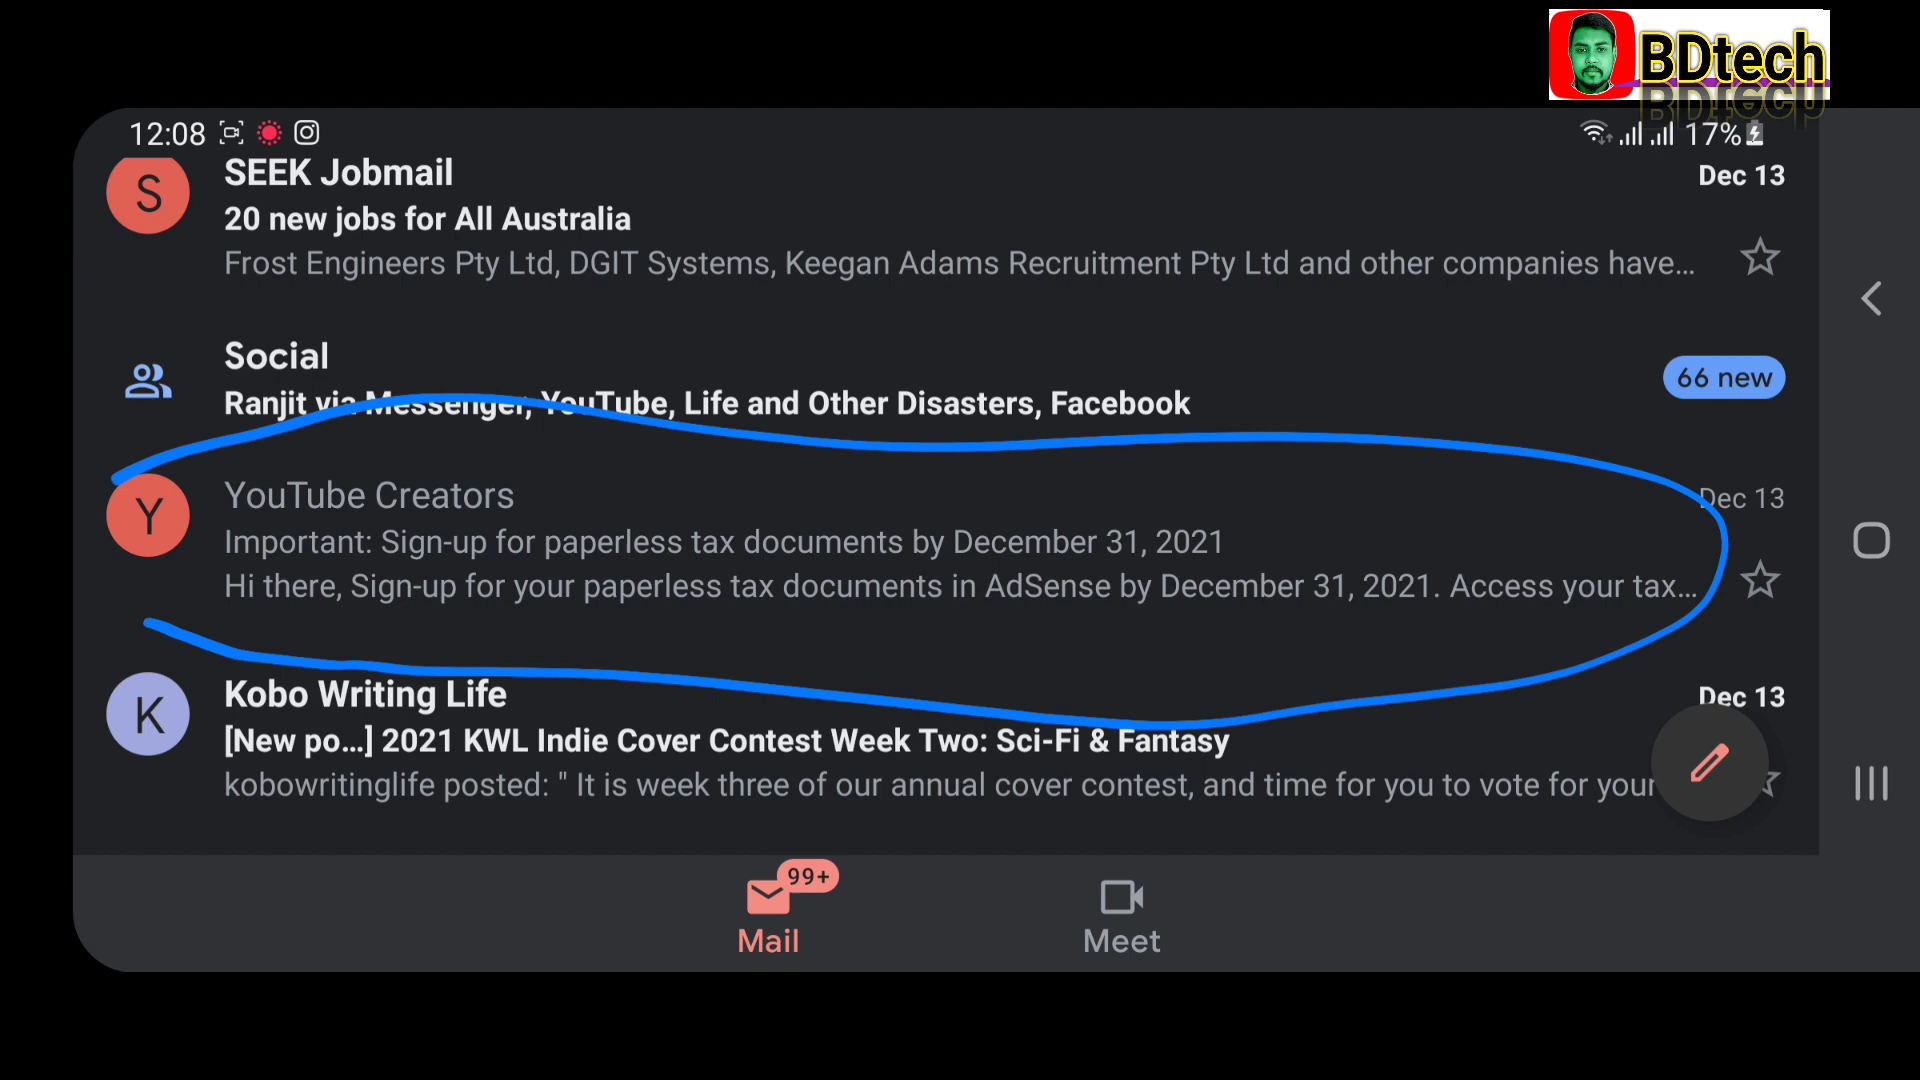 BDtech
12:08
17%
SEEK Jobmail
Dec 13
20 new jobs for All Australia
Frost Engineers Pty Ltd, DGIT Systems, Keegan Adams Recruitment Pty Ltd and other companies have...
Social
66 new
Ranjit via Messenger, YouTube, Life and Other Disasters, Facebook
Y
YouTube Creators
Dec 13
Important: Sign-up for paperless tax documents by December 31, 2021
Hi there, Sign-up for your paperless tax documents in AdSense by December 31, 2021. Access your tax...
S
K
Kobo Writing Life
Dec 13
[New po...] 2021 KWL Indie Cover Contest Week Two: Sci-Fi & Fantasy
kobowritinglife posted: " It is week three of our annual cover contest, and time for you to vote for your
99+
Mail
Meet